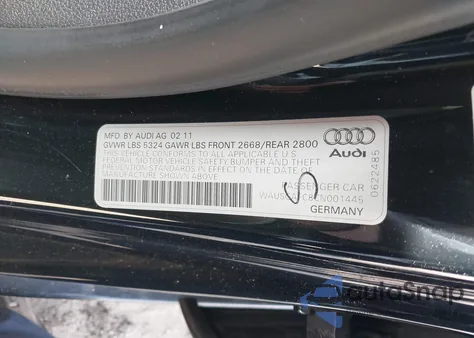 MFD. BY AUDI AG 02 11
GVWR LBS 5324 GAWR LBS FRONT 2668/REAR 2800
THIS VEHICLE CONFORMS TO ALL APPLICABLE U.S
FEDERAL MOTOR VEHICLE SAFETY BUMPER AND THEFT
PREVENTION STANDARDS IN EFFECT ON THE DATE OF
MANUFACTURE SHOWN ABOVE.
Audi
0622485
PASSENGER CAR
GERMANY
autoSnap